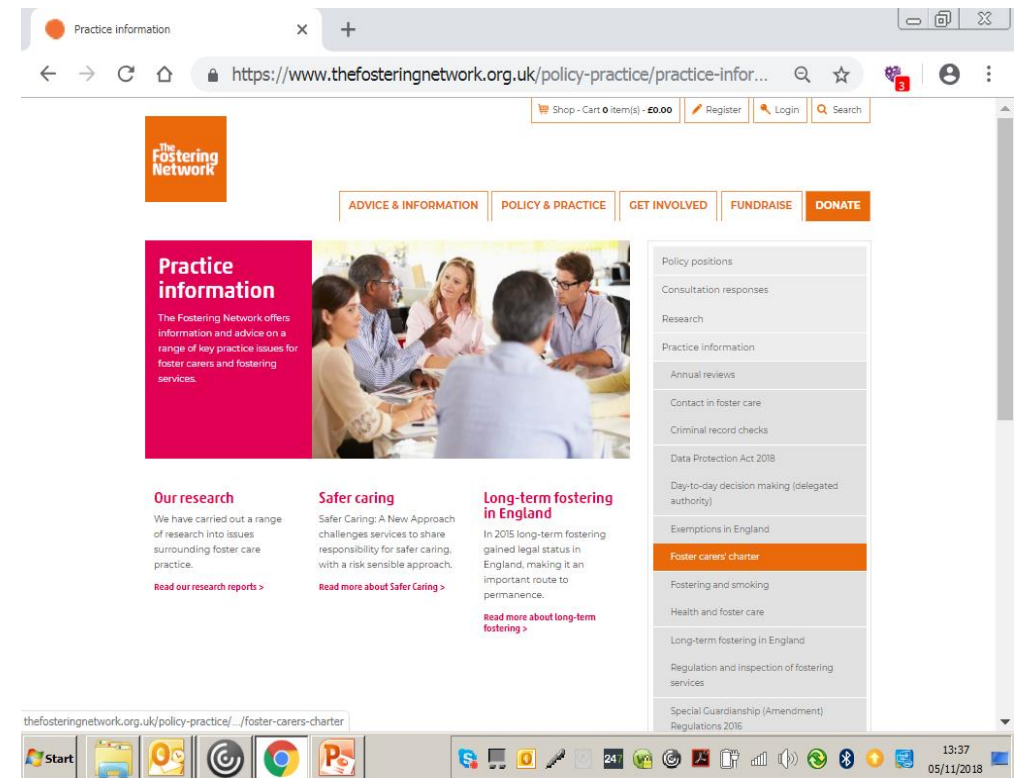 Practice information
https://www.thefosteringnetwork.org.uk/policy-practice/practice-infor...
3
Shop - Cart 0 item(s) - £0.00
Register
Login
Search
The
Fostering
Network
ADVICE & INFORMATION
POLICY & PRACTICE
GET INVOLVED
FUNDRAISE
DONATE
Practice
information
The Fostering Network offers
information and advice on a
range of key practice issues for
foster carers and fostering
services.
Our research
We have carried out a range
of research into issues
surrounding foster care
practice.
Read our research reports >
Safer caring
Safer Caring: A New Approach
challenges services to share
responsibility for safer caring,
with a risk sensible approach.
Read more about Safer Caring >
Long-term fostering
in England
In 2015 long-term fostering
gained legal status in
England, making it an
important route to
permanence.
Read more about long-term
fostering >
Policy positions
Consultation responses
Research
Practice information
Annual reviews
Contact in foster care
Criminal record checks
Data Protection Act 2018
Day-to-day decision making (delegated
authority)
Exemptions in England
Foster carers' charter
Fostering and smoking
Health and foster care
Long-term fostering in England
Regulation and inspection of fostering
services
Special Guardianship (Amendment)
Regulations 2016
thefosteringnetwork.org.uk/policy-practice/.../foster-carers-charter
Start
247
13:37
05/11/2018